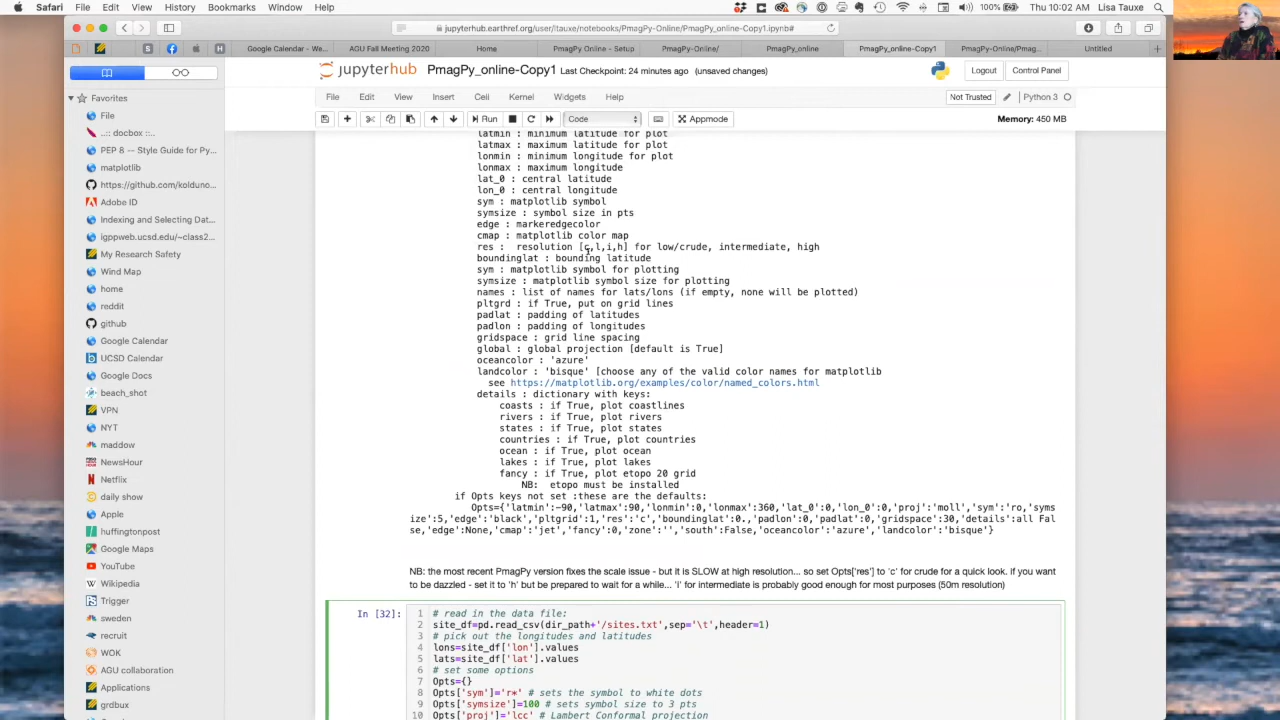 Safari File Edit View History Bookmarks Window Help
100% Thu 10:02 AM Lisa Tauxe
jupyterhub.earthref.org/user/ltauxe/notebooks/PmagPy-Online/PmagPy_online-Copy1.ipynb#
Google Calendar - We... AGU Fall Meeting 2020 Home PmagPy Online - Setup PmagPy-Online/ PmagPy_online PmagPy_online-Copy1 PmagPy-Online/Pmag... Untitled
jupyterhub PmagPy_online-Copy1 Last Checkpoint: 24 minutes ago (unsaved changes) Logout Control Panel
File Edit View Insert Cell Kernel Widgets Help Not Trusted Python 3
Run Code Appmode Memory: 450 MB
Favorites
File
..:: docbox ::..
PEP 8 -- Style Guide for Py...
matplotlib
https://github.com/kolduno...
Adobe ID
Indexing and Selecting Dat...
igppweb.ucsd.edu/~class2...
My Research Safety
Wind Map
home
reddit
github
Google Calendar
UCSD Calendar
Google Docs
beach_shot
VPN
NYT
maddow
NewsHour
Netflix
daily show
Apple
huffingtonpost
Google Maps
YouTube
Wikipedia
Trigger
sweden
recruit
WOK
AGU collaboration
Applications
grdbux
latmin : minimum latitude for plot
latmax : maximum latitude for plot
lonmin : minimum longitude for plot
lonmax : maximum longitude
lat_0 : central latitude
lon_0 : central longitude
sym : matplotlib symbol
symsize : symbol size in pts
edge : markeredgecolor
cmap : matplotlib color map
res : resolution [c,l,i,h] for low/crude, intermediate, high
boundinglat : bounding latitude
sym : matplotlib symbol for plotting
symsize : matplotlib symbol size for plotting
names : list of names for lats/lons (if empty, none will be plotted)
pltgrd : if True, put on grid lines
padlat : padding of latitudes
padlon : padding of longitudes
gridspace : grid line spacing
global : global projection [default is True]
oceancolor : 'azure'
landcolor : 'bisque' [choose any of the valid color names for matplotlib
see https://matplotlib.org/examples/color/named_colors.html
details : dictionary with keys:
coasts : if True, plot coastlines
rivers : if True, plot rivers
states : if True, plot states
countries : if True, plot countries
ocean : if True, plot ocean
lakes : if True, plot lakes
fancy : if True, plot etopo 20 grid
NB: etopo must be installed
if Opts keys not set :these are the defaults:
Opts={'latmin':-90,'latmax':90,'lonmin':0,'lonmax':360,'lat_0':0,'lon_0':0,'proj':'moll','sym':'ro,'syms
ize':5,'edge':'black','pltgrid':1,'res':'c','boundinglat':0.,'padlon':0,'padlat':0,'gridspace':30,'details':all Fal
se,'edge':None,'cmap':'jet','fancy':0,'zone':'','south':False,'oceancolor':'azure','landcolor':'bisque'}
NB: the most recent PmagPy version fixes the scale issue - but it is SLOW at high resolution... so set Opts['res'] to 'c' for crude for a quick look. if you want
to be dazzled - set it to 'h' but be prepared to wait for a while... 'i' for intermediate is probably good enough for most purposes (50m resolution)
In [32]:
1 # read in the data file:
2 site_df=pd.read_csv(dir_path+'/sites.txt',sep='\t',header=1)
3 # pick out the longitudes and latitudes
4 lons=site_df['lon'].values
5 lats=site_df['lat'].values
6 # set some options
7 Opts={}
8 Opts['sym']='r*' # sets the symbol to white dots
9 Opts['symsize']=100 # sets symbol size to 3 pts
10 Opts['proj']='lcc' # Lambert Conformal projection